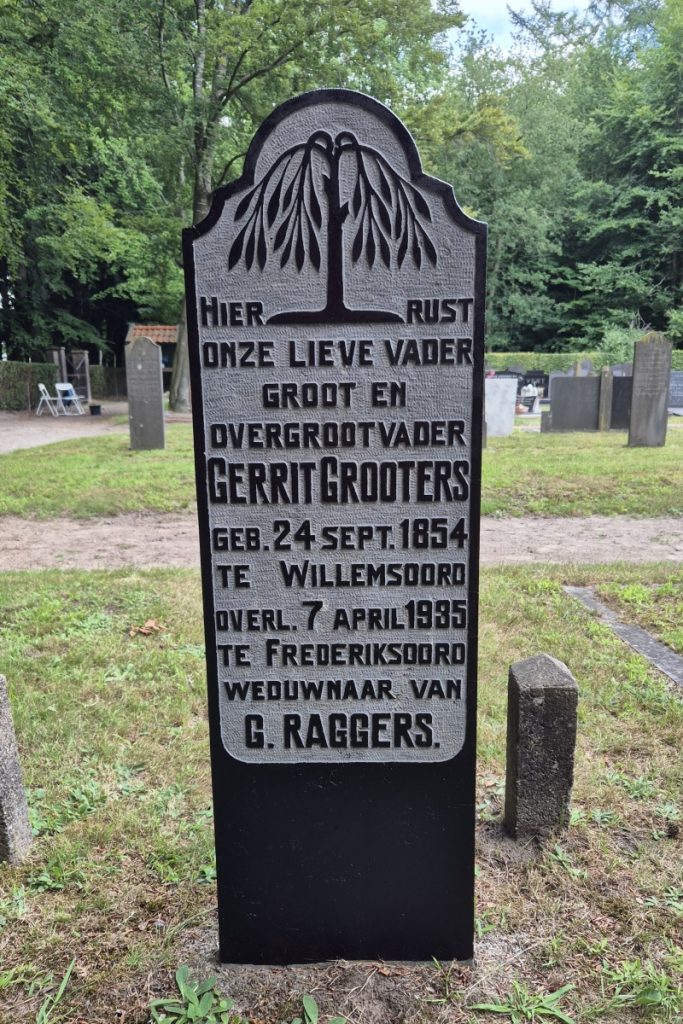 HIER RUST
ONZE LIEVE VADER
GROOT EN
OVERGROOTVADER
GERRIT GROOTERS
GEB. 24 SEPT. 1854
TE WILLEMSOORD
OVERL. 7 APRIL 1935
TE FREDERIKSOORD
WEDUWNAAR VAN
G. RAGGERS.